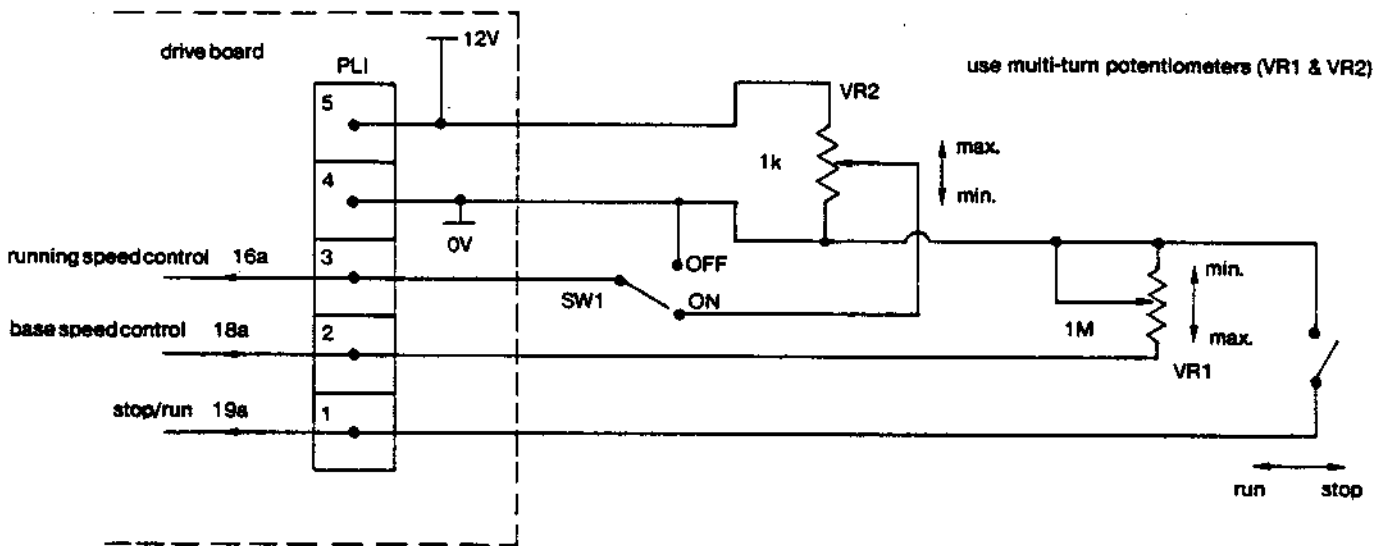 drive board
12V
PLI
use multi-turn potentiometers (VR1 & VR2)
5
VR2
1k
max.
min.
4
0V
running speed control 16a
3
OFF
SW1
ON
min.
max.
1M
VR1
base speed control 18a
2
stop/run 19a
1
run stop